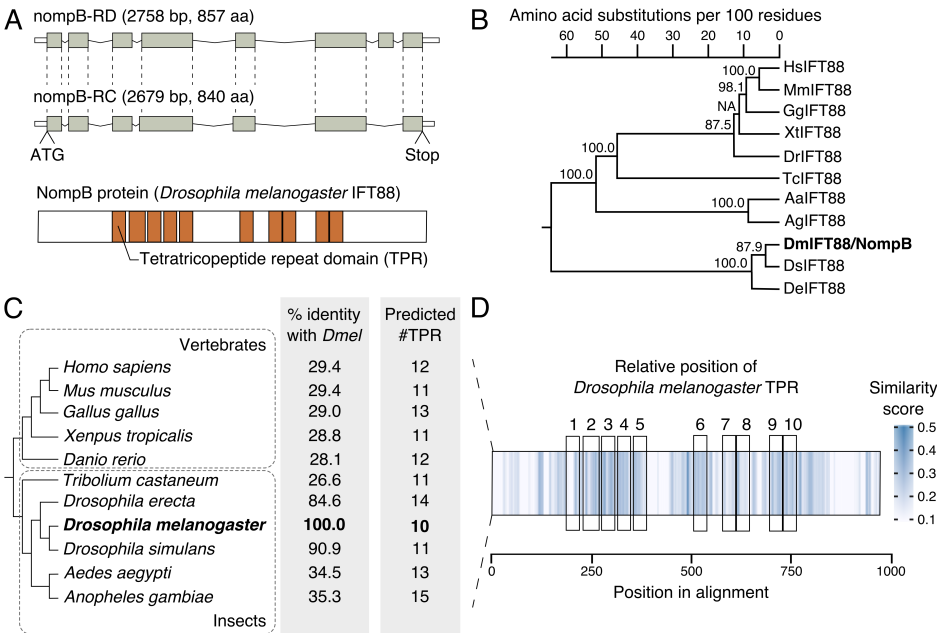 A
nompB-RD (2758 bp, 857 aa)
nompB-RC (2679 bp, 840 aa)
ATG
Stop
NompB protein (Drosophila melanogaster IFT88)
Tetratricopeptide repeat domain (TPR)
B
Amino acid substitutions per 100 residues
60 50 40 30 20 10 0
100.0
98.1
NA
87.5
100.0
100.0
100.0
87.9
100.0
HsIFT88
MmIFT88
GgIFT88
XtIFT88
DrIFT88
TcIFT88
AaIFT88
AgIFT88
DmIFT88/NompB
DsIFT88
DeIFT88
C
% identity
with Dmel
Predicted
#TPR
Vertebrates
Homo sapiens 29.4 12
Mus musculus 29.4 11
Gallus gallus 29.0 13
Xenpus tropicalis 28.8 11
Danio rerio 28.1 12
Tribolium castaneum 26.6 11
Drosophila erecta 84.6 14
Drosophila melanogaster 100.0 10
Drosophila simulans 90.9 11
Aedes aegypti 34.5 13
Anopheles gambiae 35.3 15
Insects
D
Relative position of
Drosophila melanogaster TPR
1 2 3 4 5 6 7 8 9 10
Similarity
score
0.5
0.4
0.3
0.2
0.1
0 250 500 750 1000
Position in alignment